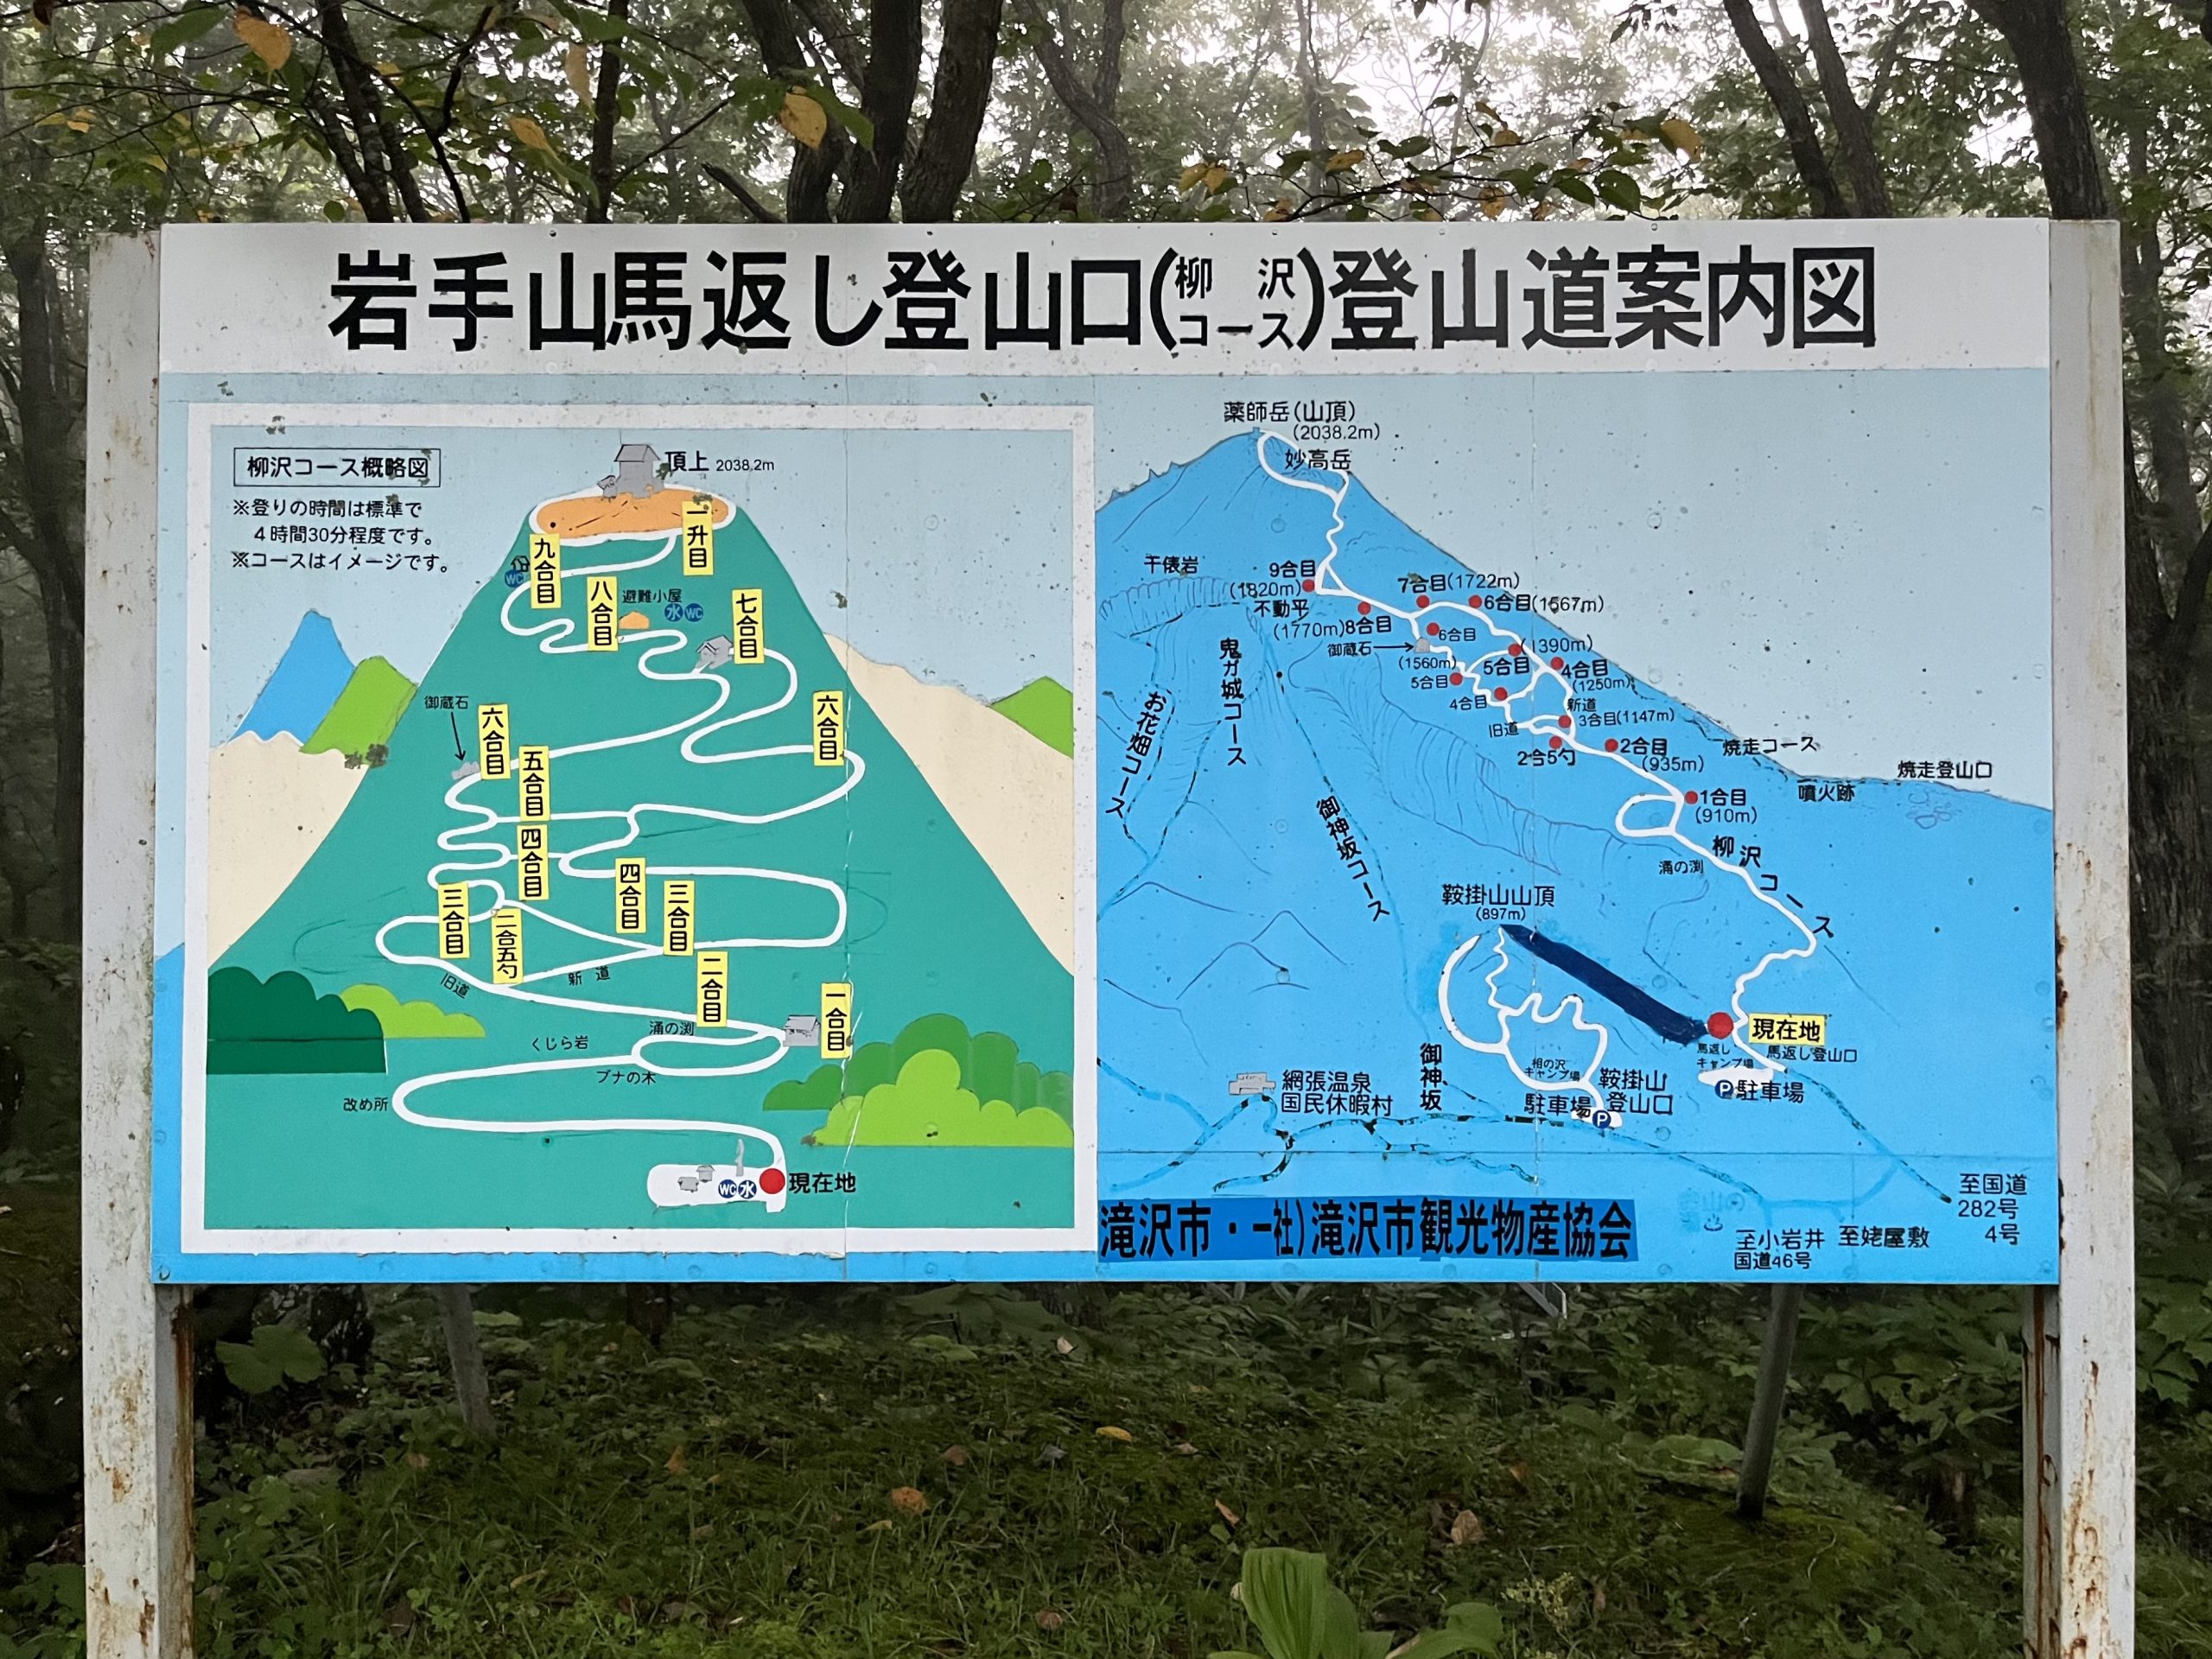 岩手山馬返し登山口(柳沢コース)登山道案内図
柳沢コース概略図
※登りの時間は標準で
4時間30分程度です。
※コースはイメージです。
頂上 2038.2m
一升目
九合目
WC
八合目
避難小屋
水 WC
七合目
六合目
御蔵石
六合目
五合目
四合目
四合目
三合目
三合目
二合五勺
旧道
新道
二合目
一合目
涌の渕
くじら岩
ブナの木
改め所
WC 水
現在地
薬師岳(山頂)
(2038.2m)
妙高岳
干俵岩
9合目
(1820m)
不動平
(1770m)8合目
7合目(1722m)
6合目(1567m)
6合目
御蔵石
(1560m)
(1390m)
5合目
5合目
4合目
(1250m)
4合目
新道
旧道
3合目(1147m)
2合5勺
2合目
(935m)
1合目
(910m)
焼走コース
焼走登山口
噴火跡
鬼ガ城コース
お花畑コース
御神坂コース
柳沢コース
涌の渕
鞍掛山山頂
(897m)
現在地
馬返し
キャンプ場
馬返し登山口
P駐車場
相の沢
キャンプ場
鞍掛山
登山口
駐車場
P
御神坂
網張温泉
国民休暇村
滝沢市・一社)滝沢市観光物産協会
至小岩井
国道46号
至姥屋敷
至国道
282号
4号